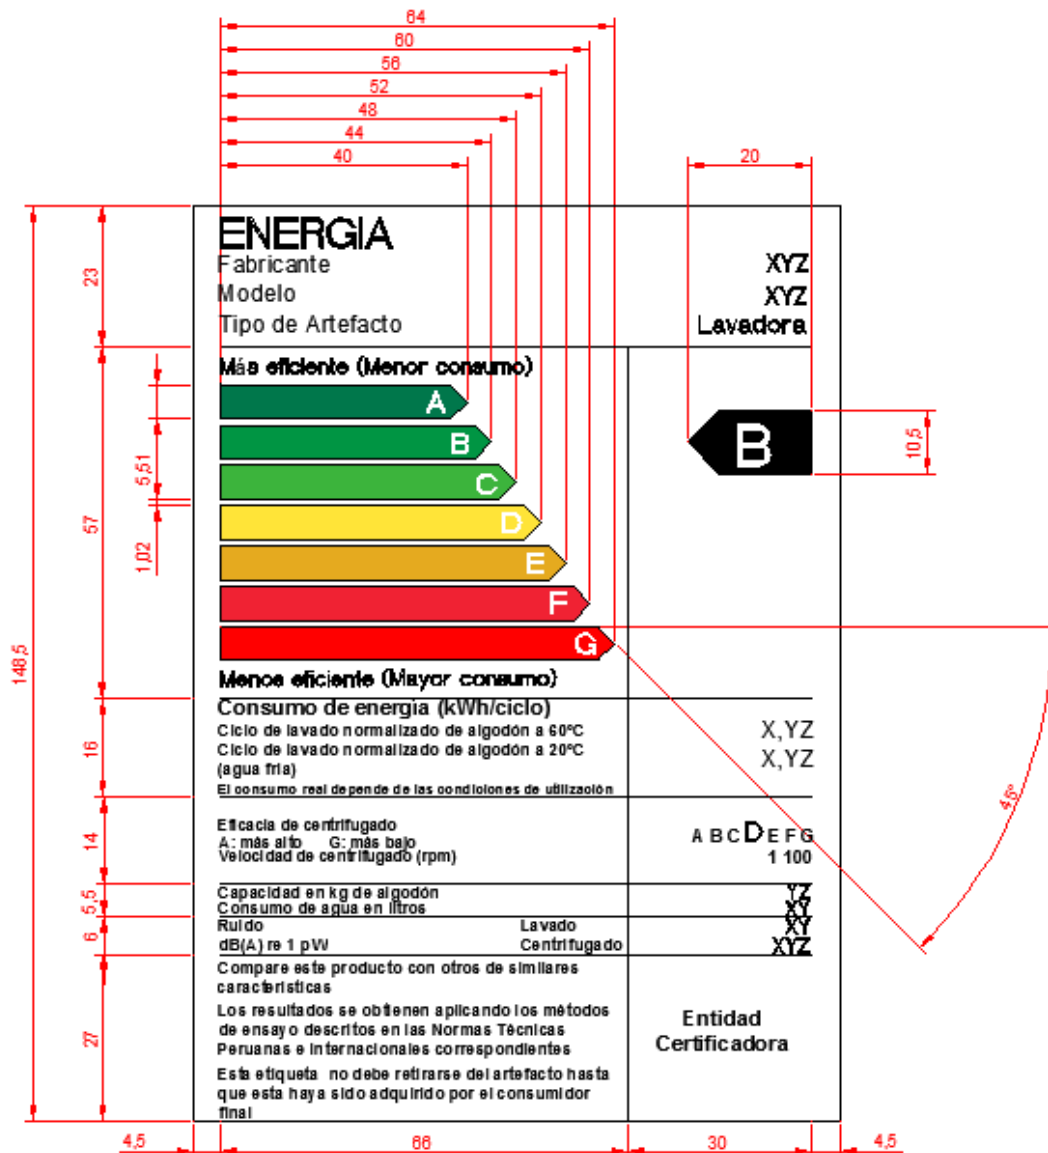 64
60
56
52
48
44
40
20
ENERGIA
Fabricante XYZ
Modelo XYZ
Tipo de Artefacto Lavadora
23
Más eficiente (Menor consumo)
A
B
C
D
E
F
G
B
10,5
5,51
1,02
57
148,5
Menos eficiente (Mayor consumo)
Consumo de energía (kWh/ciclo)
Ciclo de lavado normalizado de algodón a 60ºC X,YZ
Ciclo de lavado normalizado de algodón a 20ºC X,YZ
(agua fría)
El consumo real depende de las condiciones de utilización
16
45º
Eficacia de centrifugado
A: más alto G: más bajo A B C D E F G
Velocidad de centrifugado (rpm) 1 100
14
Capacidad en kg de algodón YZ
Consumo de agua en litros XY
5,5
Ruido Lavado XY
dB(A) re 1 pW Centrifugado XYZ
6
Compare este producto con otros de similares
características
Los resultados se obtienen aplicando los métodos
de ensayo descritos en las Normas Técnicas
Peruanas e Internacionales correspondientes
Esta etiqueta no debe retirarse del artefacto hasta
que esta haya sido adquirido por el consumidor
final
Entidad
Certificadora
27
4,5
66
30
4,5